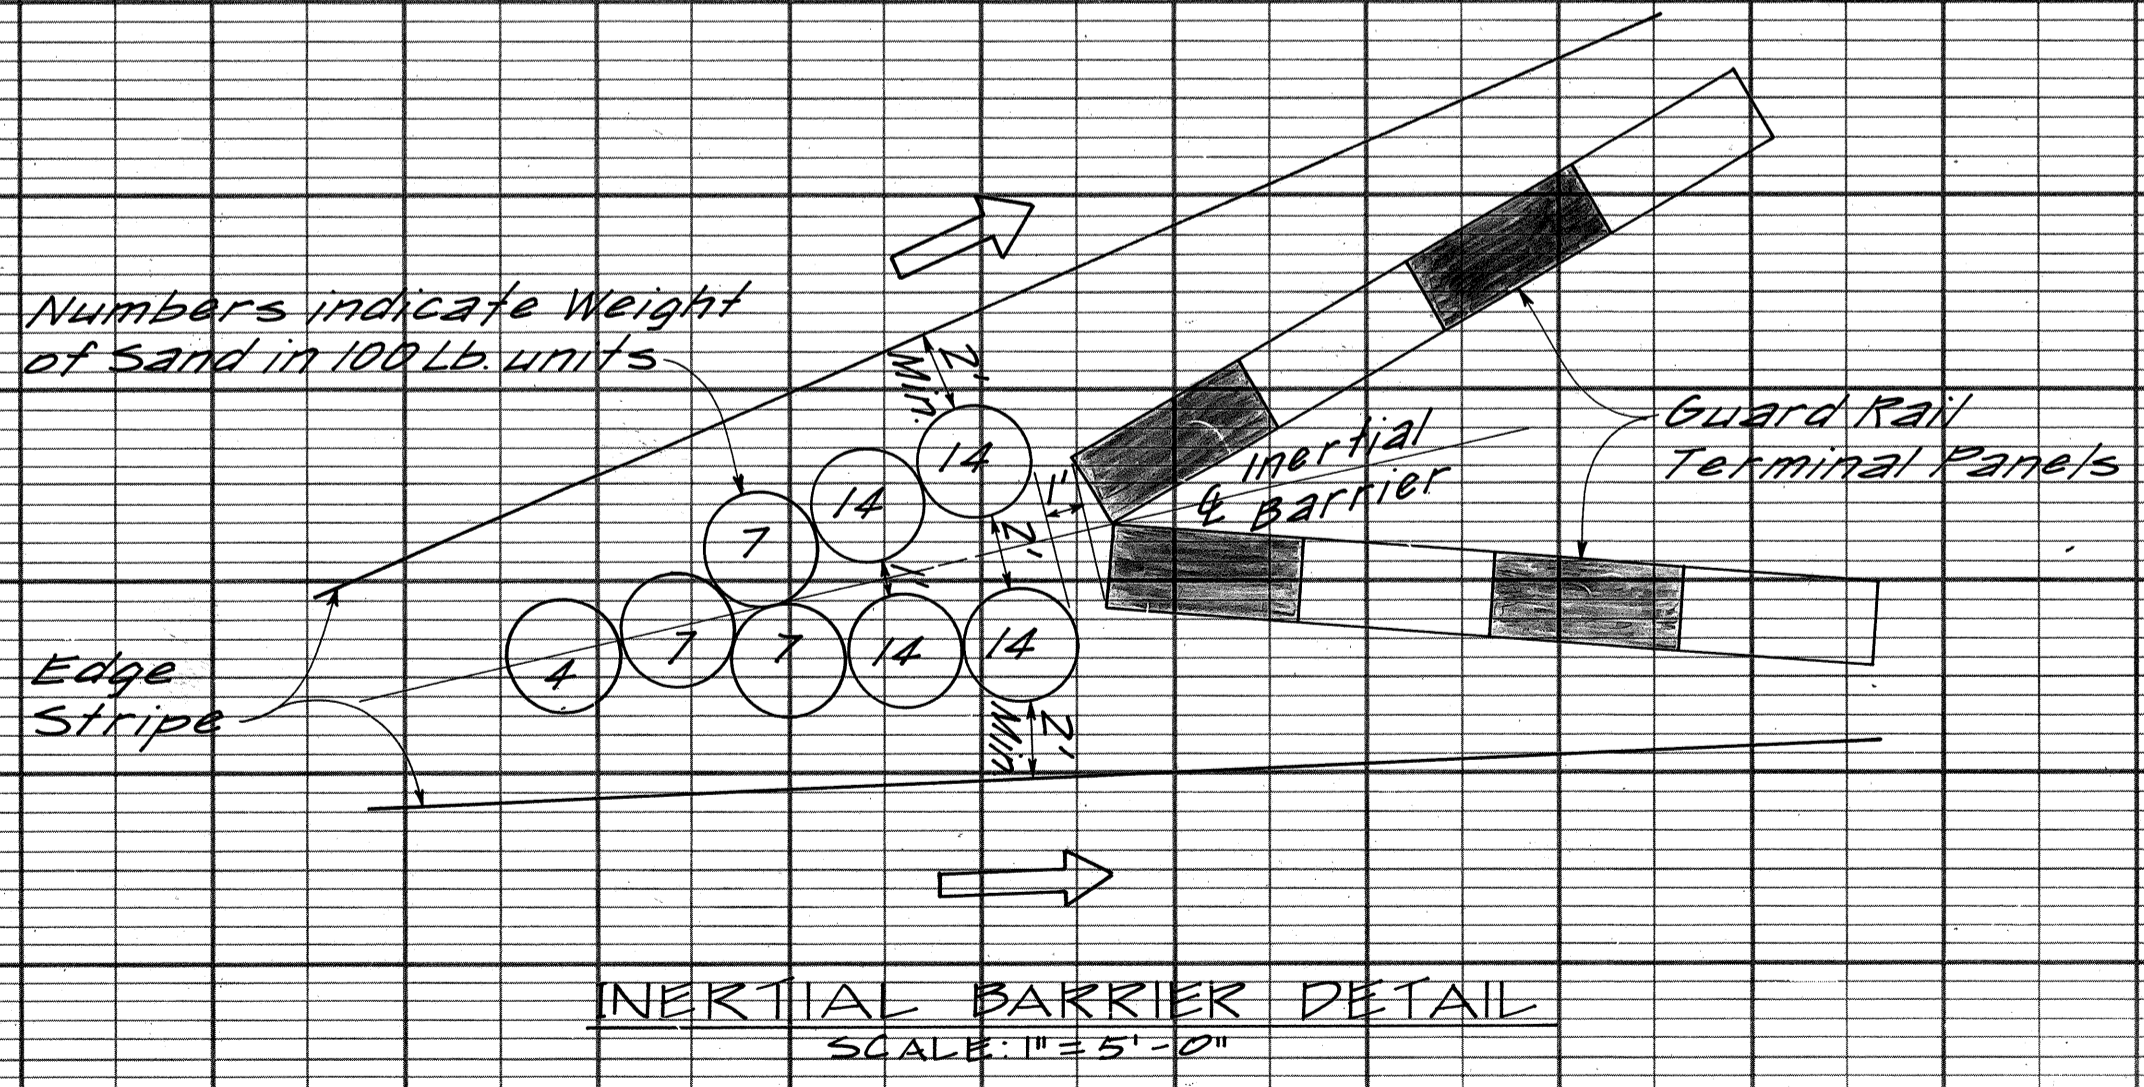 Numbers indicate Weight
of Sand in 100 Lb. units
2'
Min.
14
14
7
7
4
7
14
14
1'
2'
1'
2'
Min
℄ Inertial
Barrier
Guard Rail
Terminal Panels
Edge
Stripe
INERTIAL BARRIER DETAIL
SCALE: 1" = 5'-0"